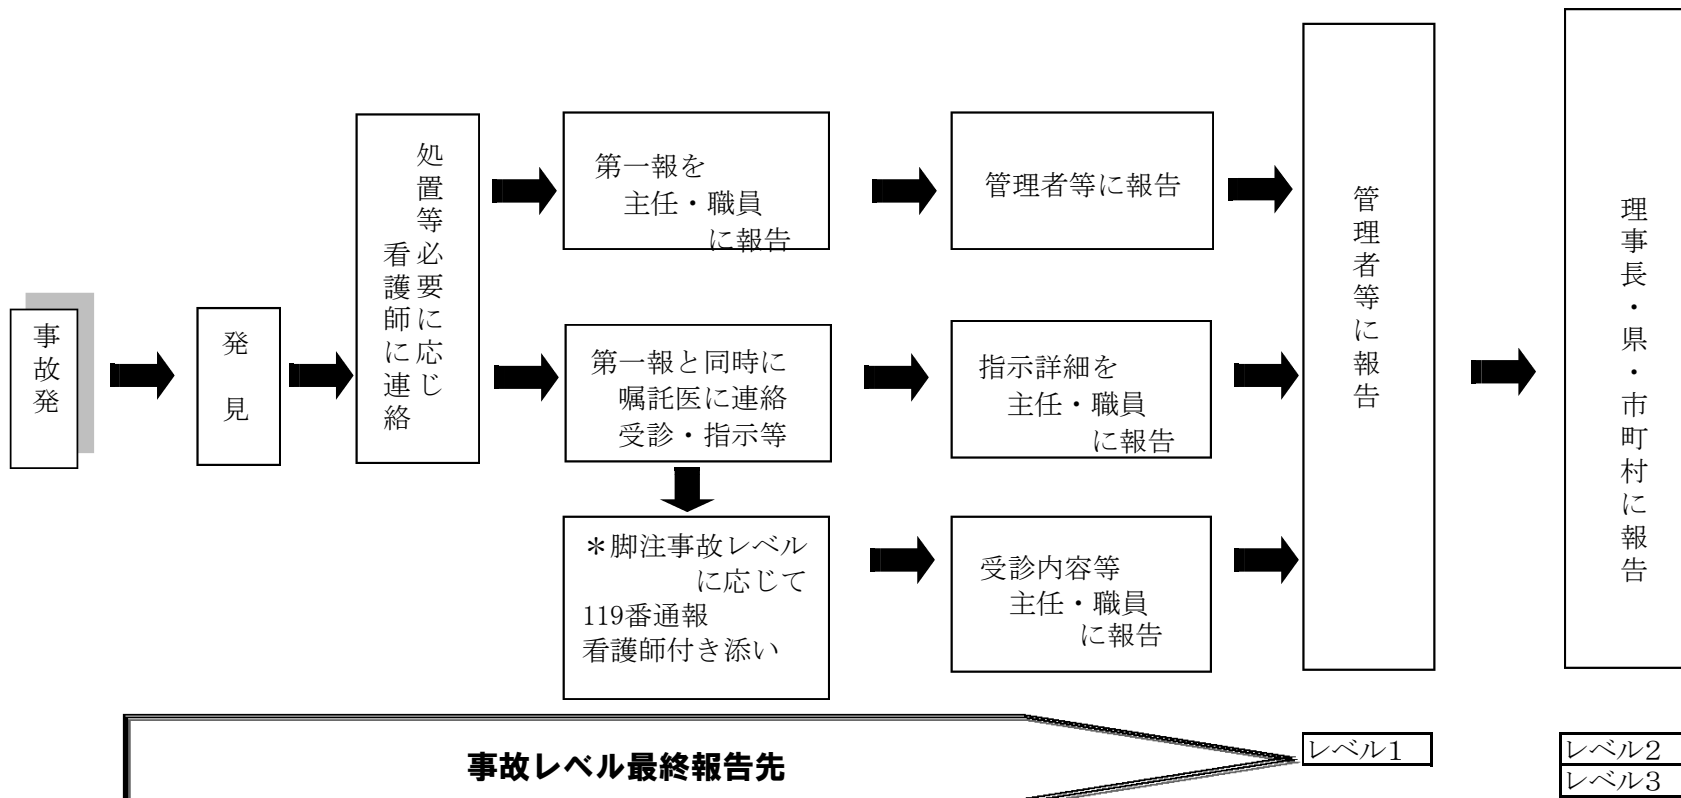 事故発
発見
処置等必要に応じ
看護師に連絡
第一報を
主任・職員
に報告
管理者等に報告
第一報と同時に
嘱託医に連絡
受診・指示等
指示詳細を
主任・職員
に報告
＊脚注事故レベル
に応じて
119番通報
看護師付き添い
受診内容等
主任・職員
に報告
管理者等に報告
理事長・県・市町村に報告
事故レベル最終報告先
レベル1
レベル2
レベル3